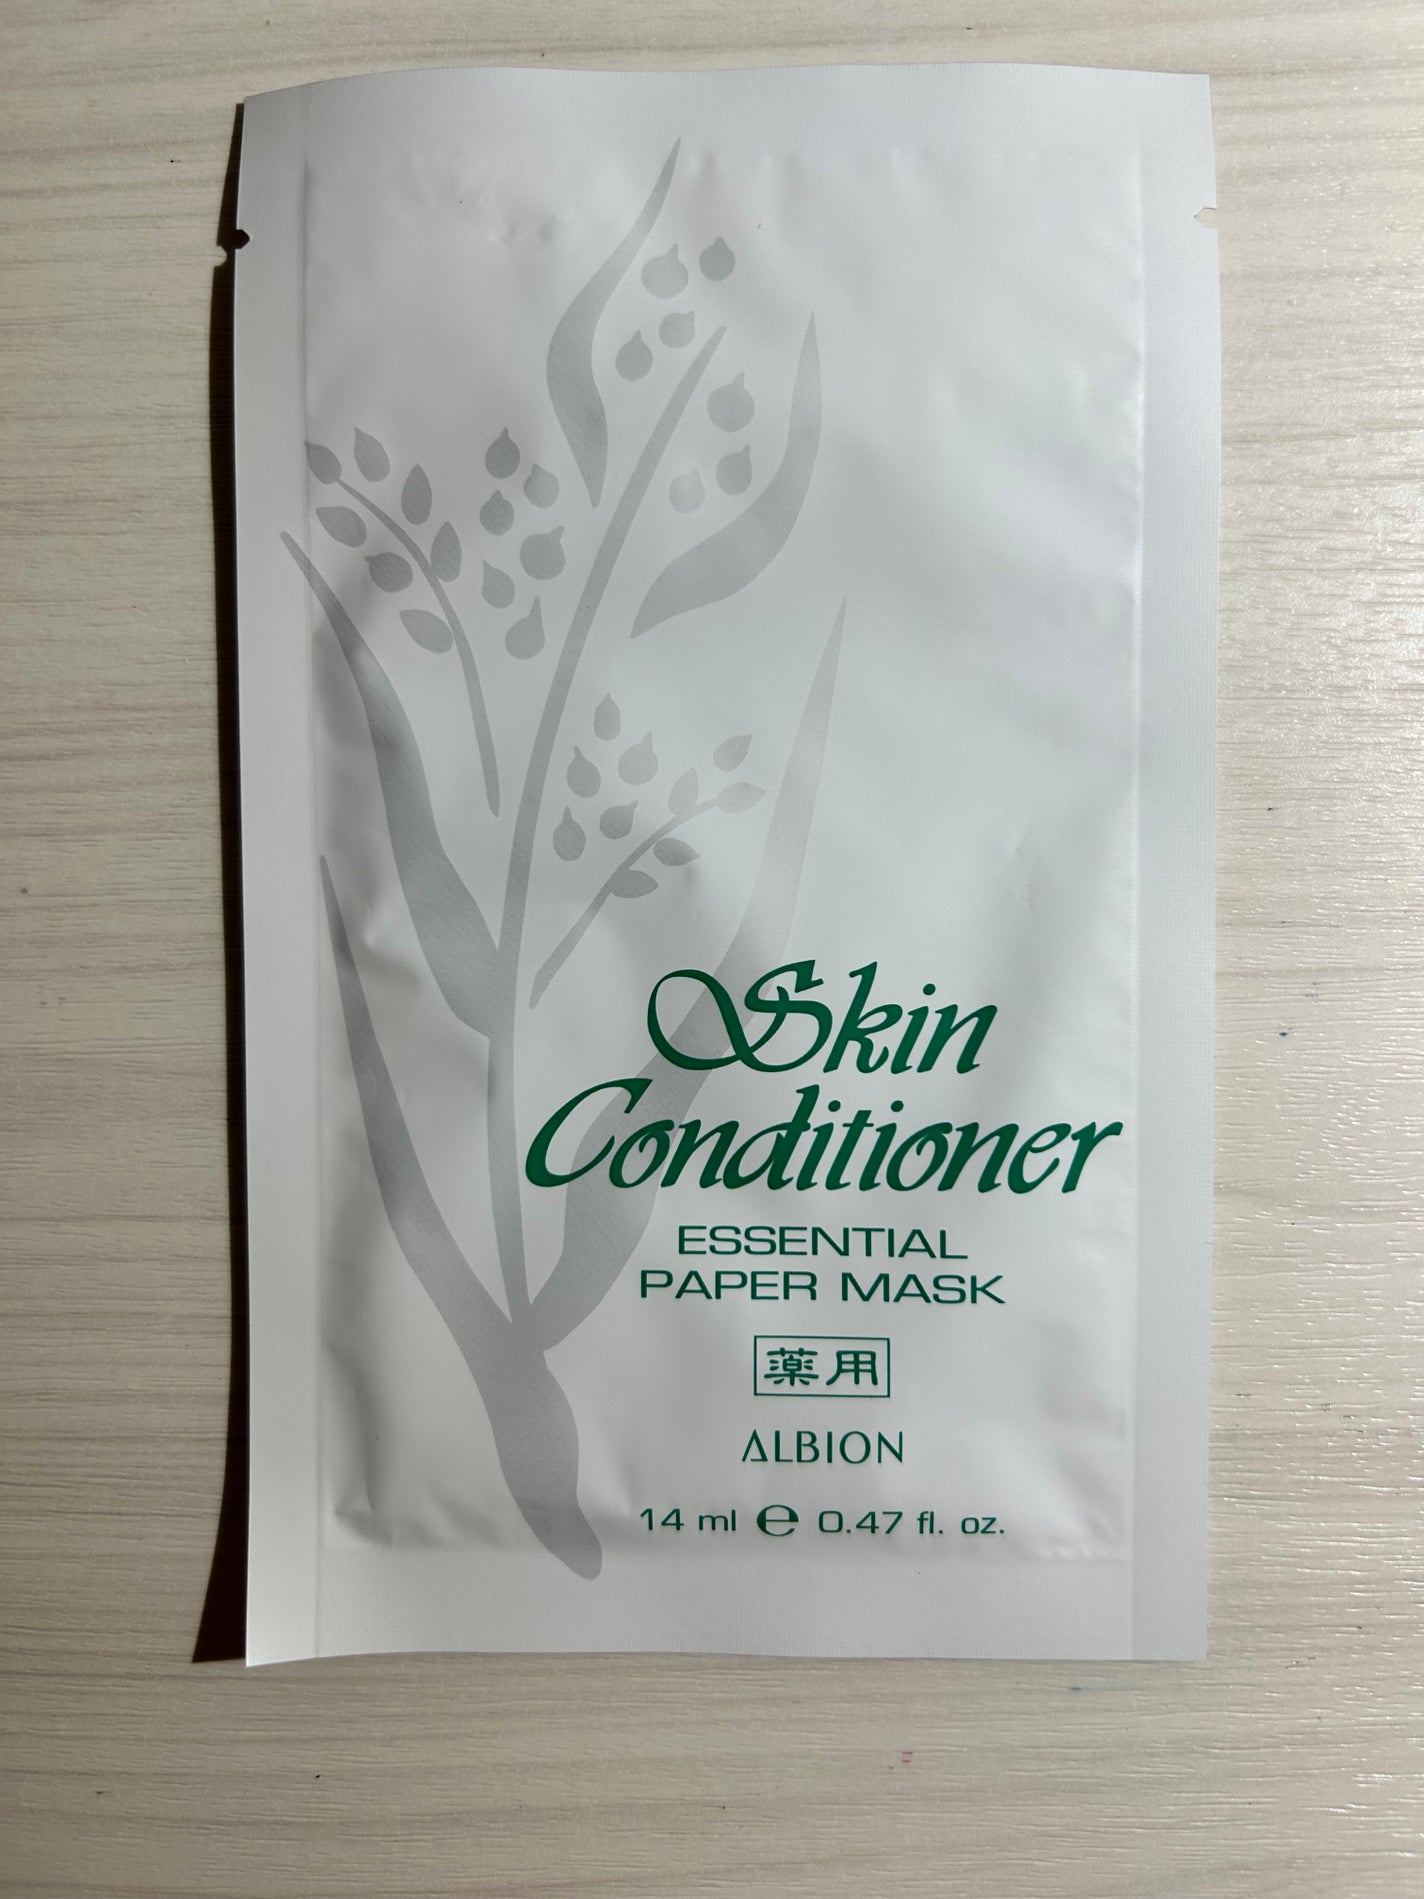 Skin
Conditioner
ESSENTIAL
PAPER MASK
薬用
ALBION
14 ml ℮ 0.47 fl. oz.